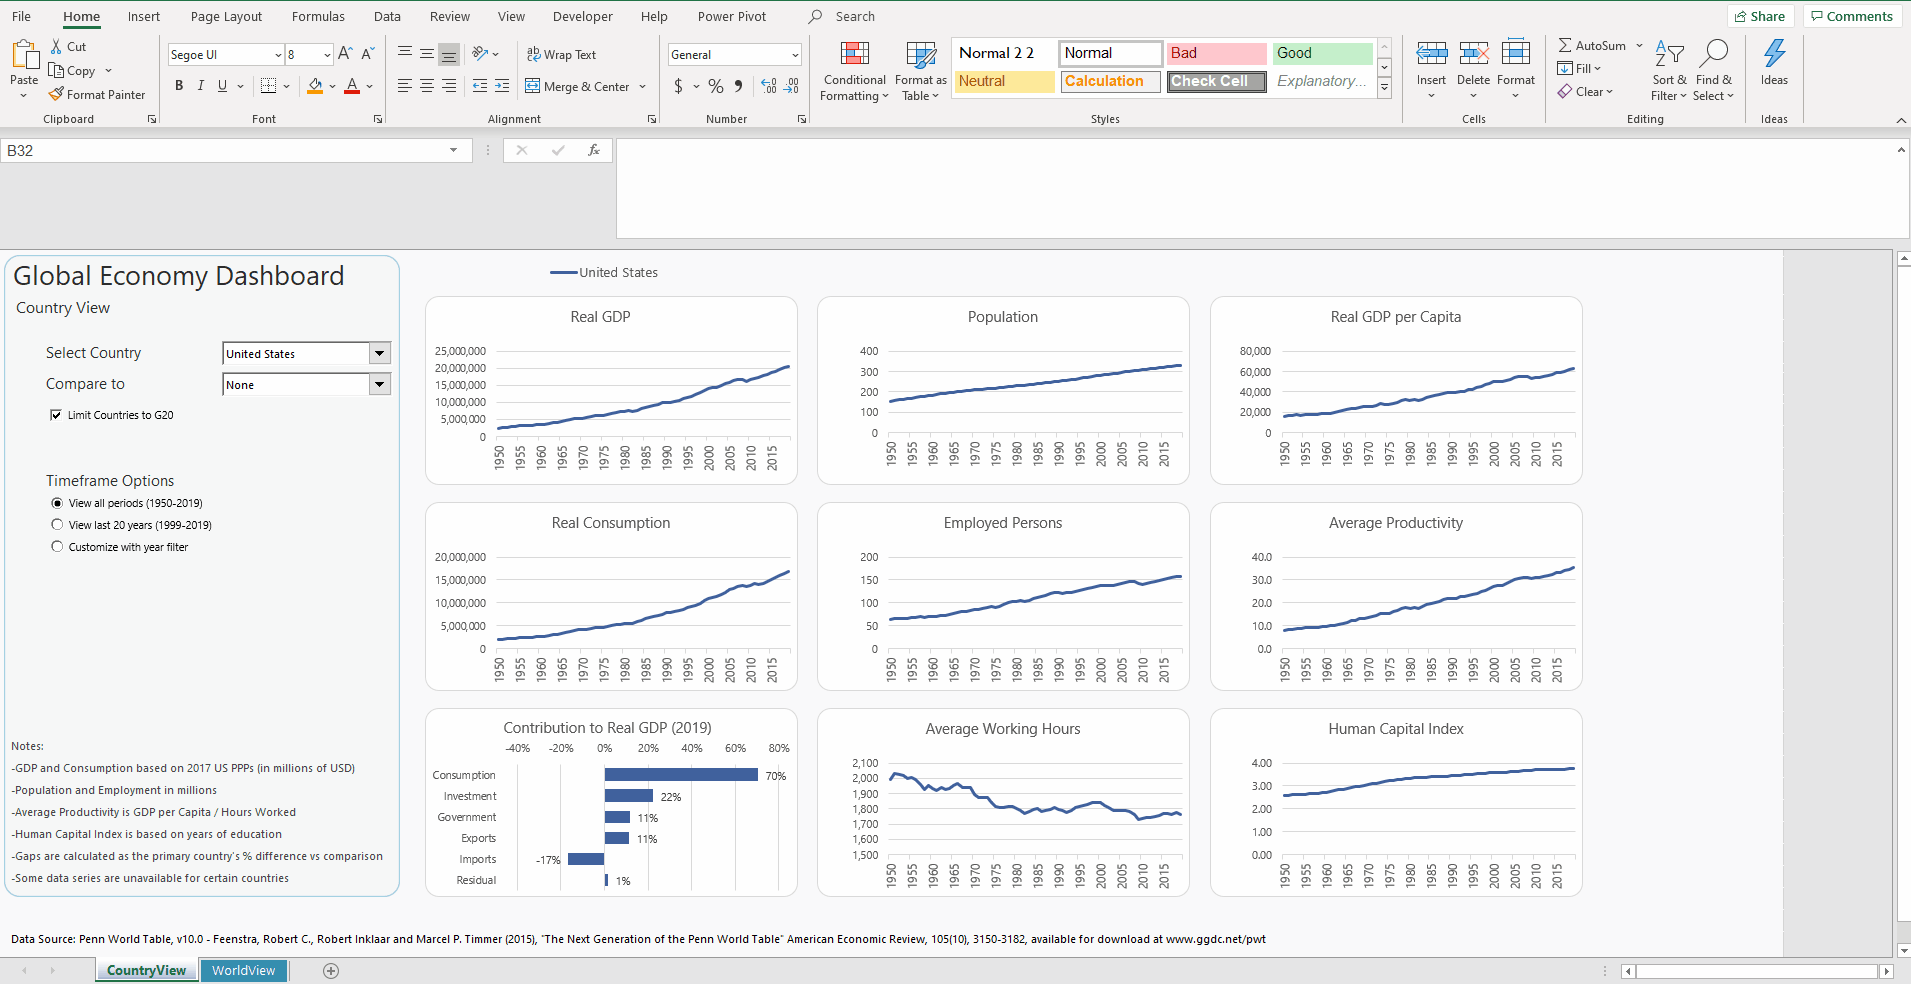 File Home Insert Page Layout Formulas Data Review View Developer Help Power Pivot Search Share Comments
Paste Cut Copy Format Painter Clipboard
Segoe UI 8 A A B I U A Font
Wrap Text Merge & Center Alignment
General $ % Number
Conditional Formatting Format as Table
Normal 2 2 Normal Bad Good
Neutral Calculation Check Cell Explanatory...
Styles
Insert Delete Format Cells
AutoSum Fill Clear Sort & Filter Find & Select Editing
Ideas Ideas
B32 fx
Global Economy Dashboard
Country View
Select Country United States
Compare to None
Limit Countries to G20
Timeframe Options
View all periods (1950-2019)
View last 20 years (1999-2019)
Customize with year filter
Notes:
-GDP and Consumption based on 2017 US PPPs (in millions of USD)
-Population and Employment in millions
-Average Productivity is GDP per Capita / Hours Worked
-Human Capital Index is based on years of education
-Gaps are calculated as the primary country's % difference vs comparison
-Some data series are unavailable for certain countries
United States
Real GDP
25,000,000
20,000,000
15,000,000
10,000,000
5,000,000
0
1950 1955 1960 1965 1970 1975 1980 1985 1990 1995 2000 2005 2010 2015
Population
400
300
200
100
0
1950 1955 1960 1965 1970 1975 1980 1985 1990 1995 2000 2005 2010 2015
Real GDP per Capita
80,000
60,000
40,000
20,000
0
1950 1955 1960 1965 1970 1975 1980 1985 1990 1995 2000 2005 2010 2015
Real Consumption
20,000,000
15,000,000
10,000,000
5,000,000
0
1950 1955 1960 1965 1970 1975 1980 1985 1990 1995 2000 2005 2010 2015
Employed Persons
200
150
100
50
0
1950 1955 1960 1965 1970 1975 1980 1985 1990 1995 2000 2005 2010 2015
Average Productivity
40.0
30.0
20.0
10.0
0.0
1950 1955 1960 1965 1970 1975 1980 1985 1990 1995 2000 2005 2010 2015
Contribution to Real GDP (2019)
-40% -20% 0% 20% 40% 60% 80%
Consumption 70%
Investment 22%
Government 11%
Exports 11%
Imports -17%
Residual 1%
Average Working Hours
2,100
2,000
1,900
1,800
1,700
1,600
1,500
1950 1955 1960 1965 1970 1975 1980 1985 1990 1995 2000 2005 2010 2015
Human Capital Index
4.00
3.00
2.00
1.00
0.00
1950 1955 1960 1965 1970 1975 1980 1985 1990 1995 2000 2005 2010 2015
Data Source: Penn World Table, v10.0 - Feenstra, Robert C., Robert Inklaar and Marcel P. Timmer (2015), "The Next Generation of the Penn World Table" American Economic Review, 105(10), 3150-3182, available for download at www.ggdc.net/pwt
CountryView WorldView